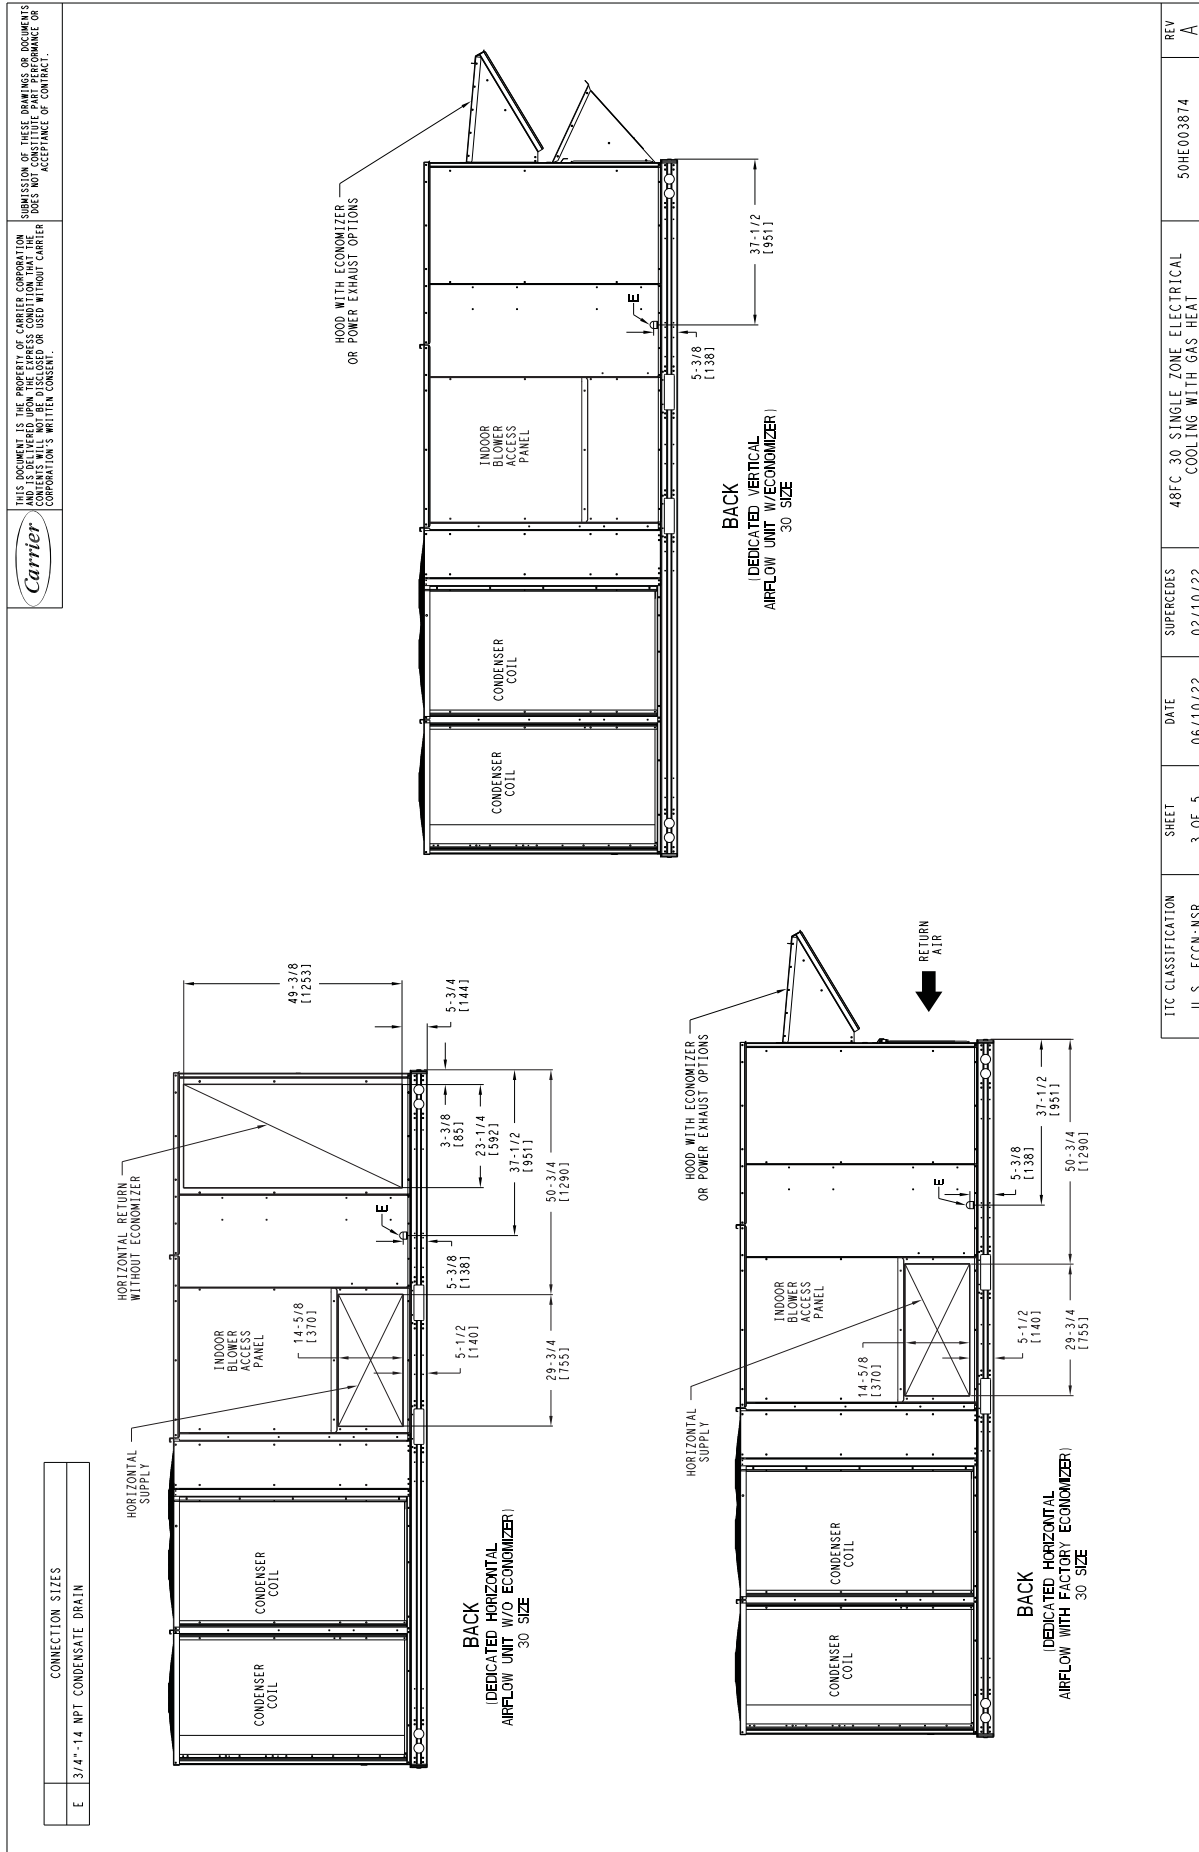 CONNECTION SIZES
E 3/4"-14 NPT CONDENSATE DRAIN
Carrier
THIS DOCUMENT IS THE PROPERTY OF CARRIER CORPORATION
AND IS DELIVERED UPON THE EXPRESS CONDITION THAT THE
CONTENTS WILL NOT BE DISCLOSED OR USED WITHOUT CARRIER
CORPORATION'S WRITTEN CONSENT.
SUBMISSION OF THESE DRAWINGS OR DOCUMENTS
DOES NOT CONSTITUTE PART PERFORMANCE OR
ACCEPTANCE OF CONTRACT.
HORIZONTAL
SUPPLY
HORIZONTAL RETURN
WITHOUT ECONOMIZER
CONDENSER
COIL
CONDENSER
COIL
INDOOR
BLOWER
ACCESS
PANEL
14-5/8
[370]
E
49-3/8
[1253]
5-3/4
[144]
3-3/8
[85]
23-1/4
[592]
37-1/2
[951]
5-3/8
[138]
5-1/2
[140]
50-3/4
[1290]
29-3/4
[755]
BACK
(DEDICATED HORIZONTAL
AIRFLOW UNIT W/O ECONOMIZER)
30 SIZE
HOOD WITH ECONOMIZER
OR POWER EXHAUST OPTIONS
CONDENSER
COIL
CONDENSER
COIL
INDOOR
BLOWER
ACCESS
PANEL
E
5-3/8
[138]
37-1/2
[951]
BACK
(DEDICATED VERTICAL
AIRFLOW UNIT W/ECONOMIZER)
30 SIZE
HORIZONTAL
SUPPLY
HOOD WITH ECONOMIZER
OR POWER EXHAUST OPTIONS
CONDENSER
COIL
CONDENSER
COIL
INDOOR
BLOWER
ACCESS
PANEL
14-5/8
[370]
E
RETURN
AIR
5-3/8
[138]
37-1/2
[951]
5-1/2
[140]
50-3/4
[1290]
29-3/4
[755]
BACK
(DEDICATED HORIZONTAL
AIRFLOW WITH FACTORY ECONOMIZER)
30 SIZE
ITC CLASSIFICATION
U.S. ECCN:NSR
SHEET
3 OF 5
DATE
06/10/22
SUPERCEDES
02/10/22
48FC 30 SINGLE ZONE ELECTRICAL
COOLING WITH GAS HEAT
50HE003874
REV
A